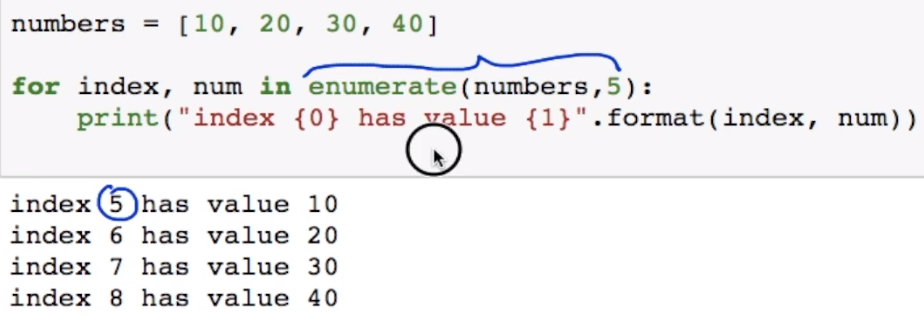 numbers = [10, 20, 30, 40]
for index, num in enumerate(numbers,5):
    print("index {0} has value {1}".format(index, num))
index 5 has value 10
index 6 has value 20
index 7 has value 30
index 8 has value 40